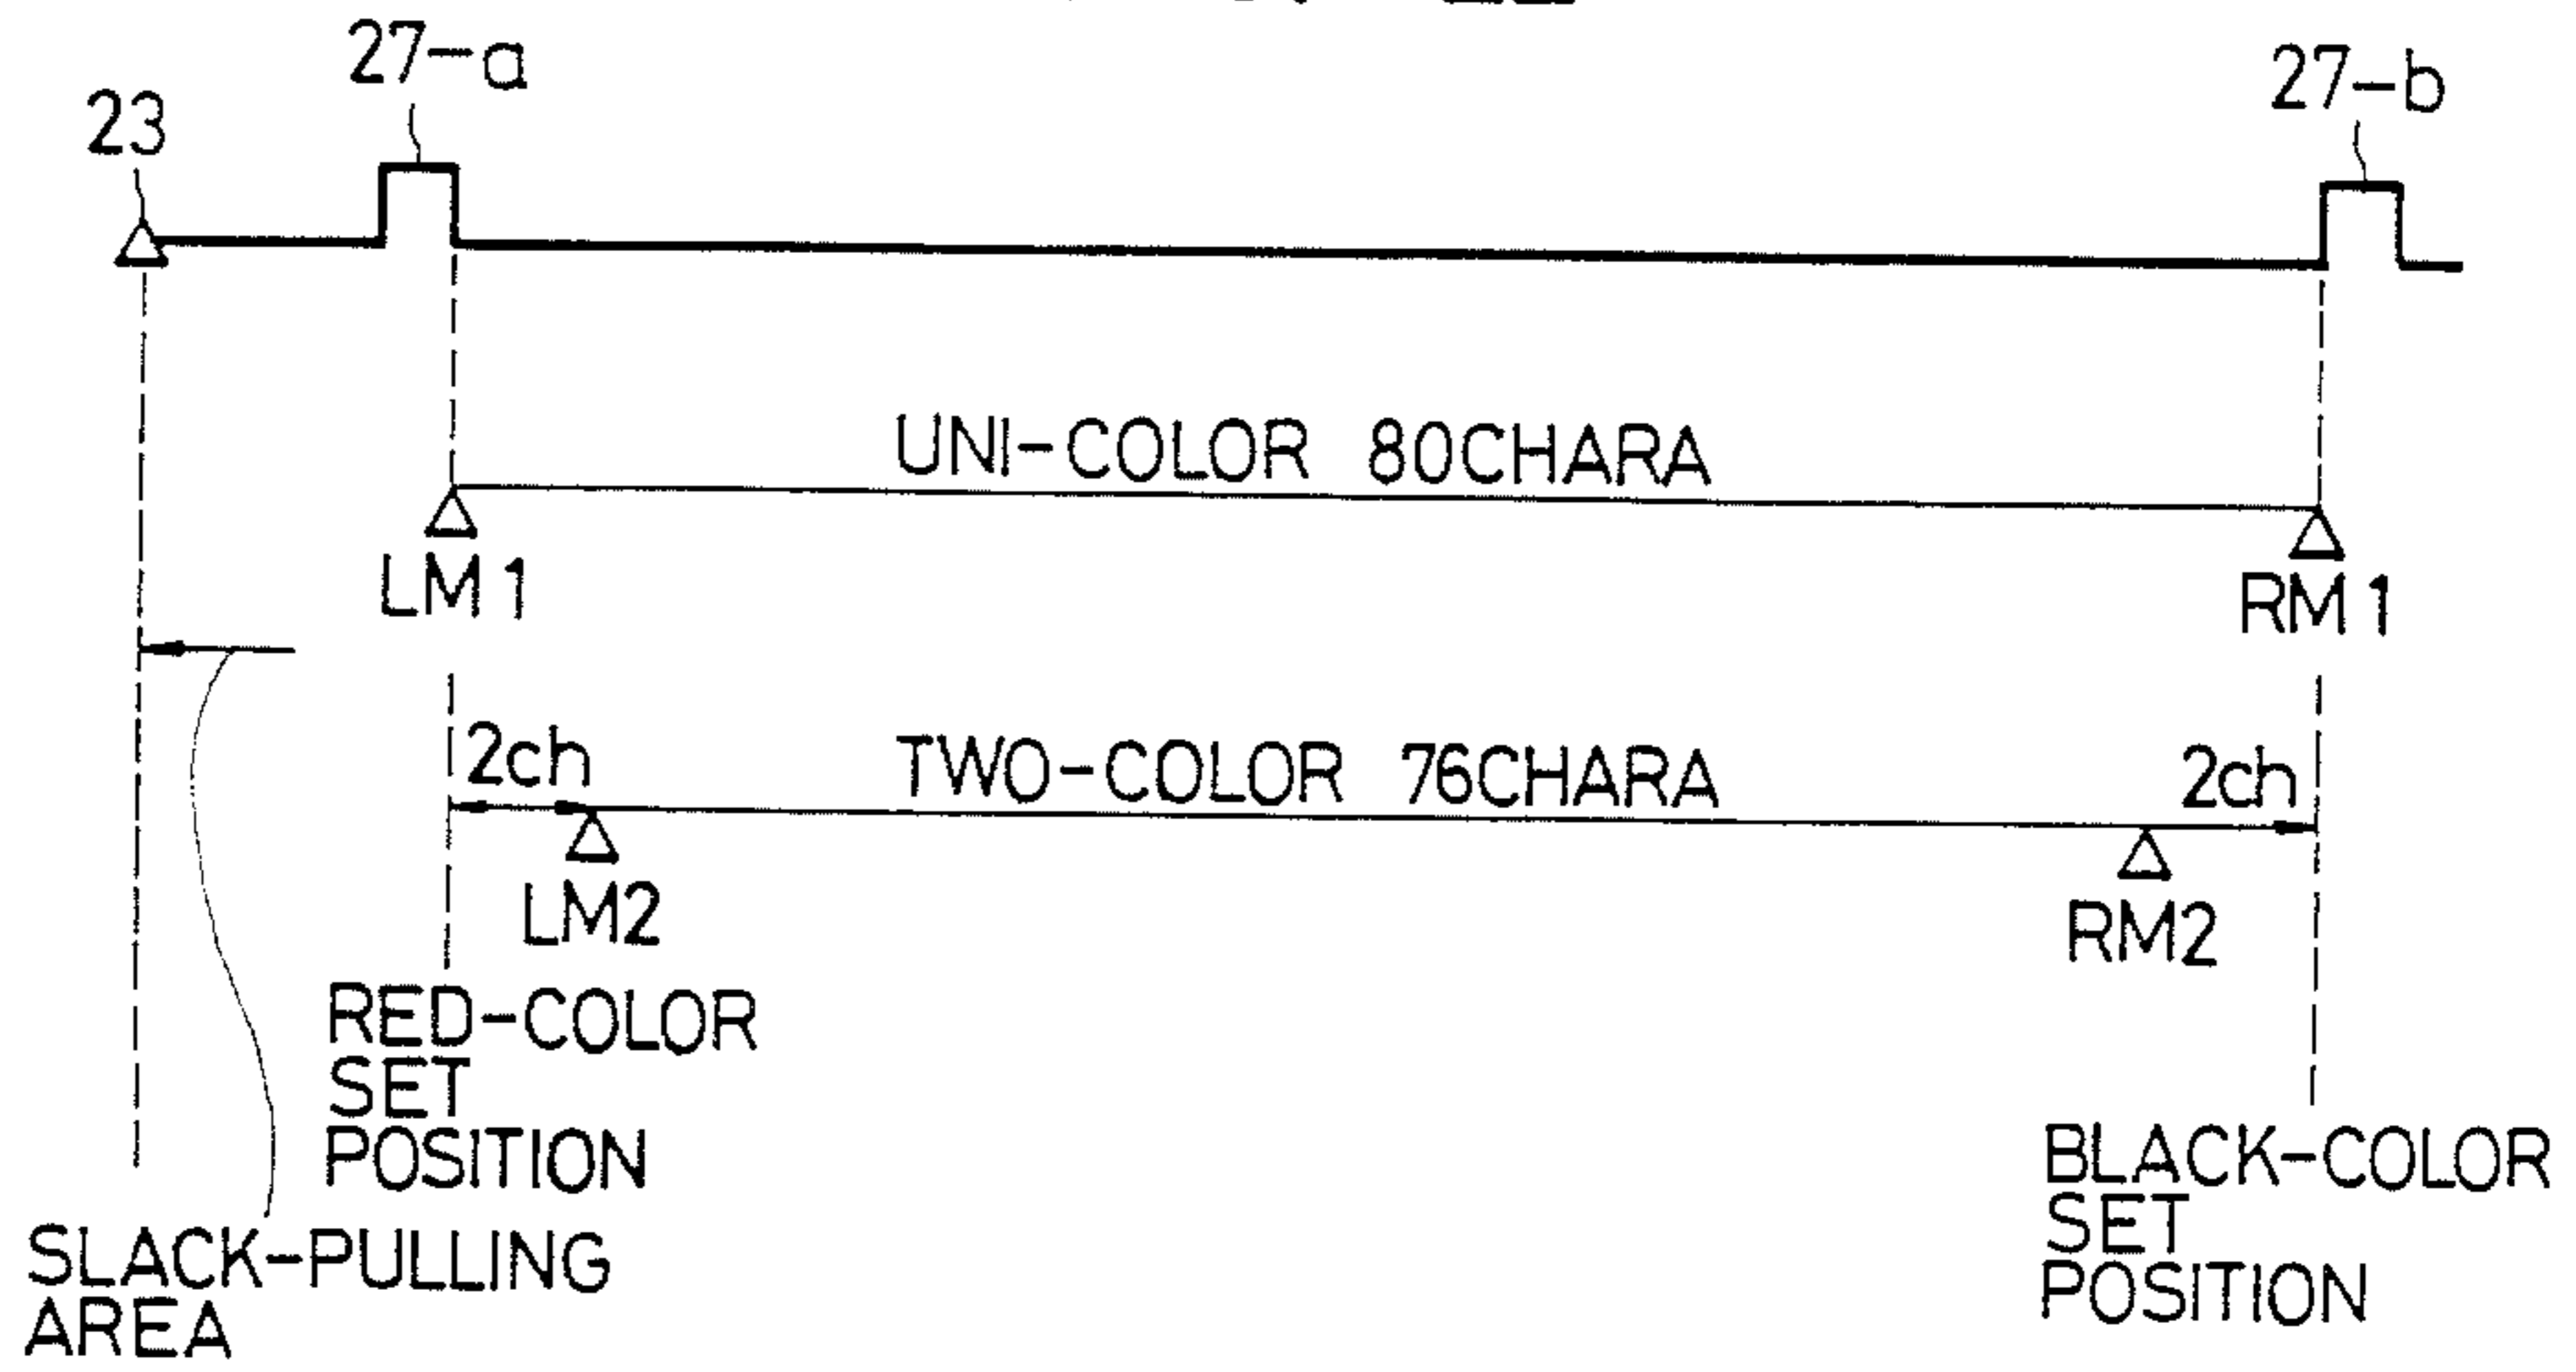 27-a
27-b
23
UNI-COLOR 80CHARA
LM1
RM1
2ch
TWO-COLOR 76CHARA
2ch
LM2
RM2
RED-COLOR
SET
POSITION
BLACK-COLOR
SET
POSITION
SLACK-PULLING
AREA